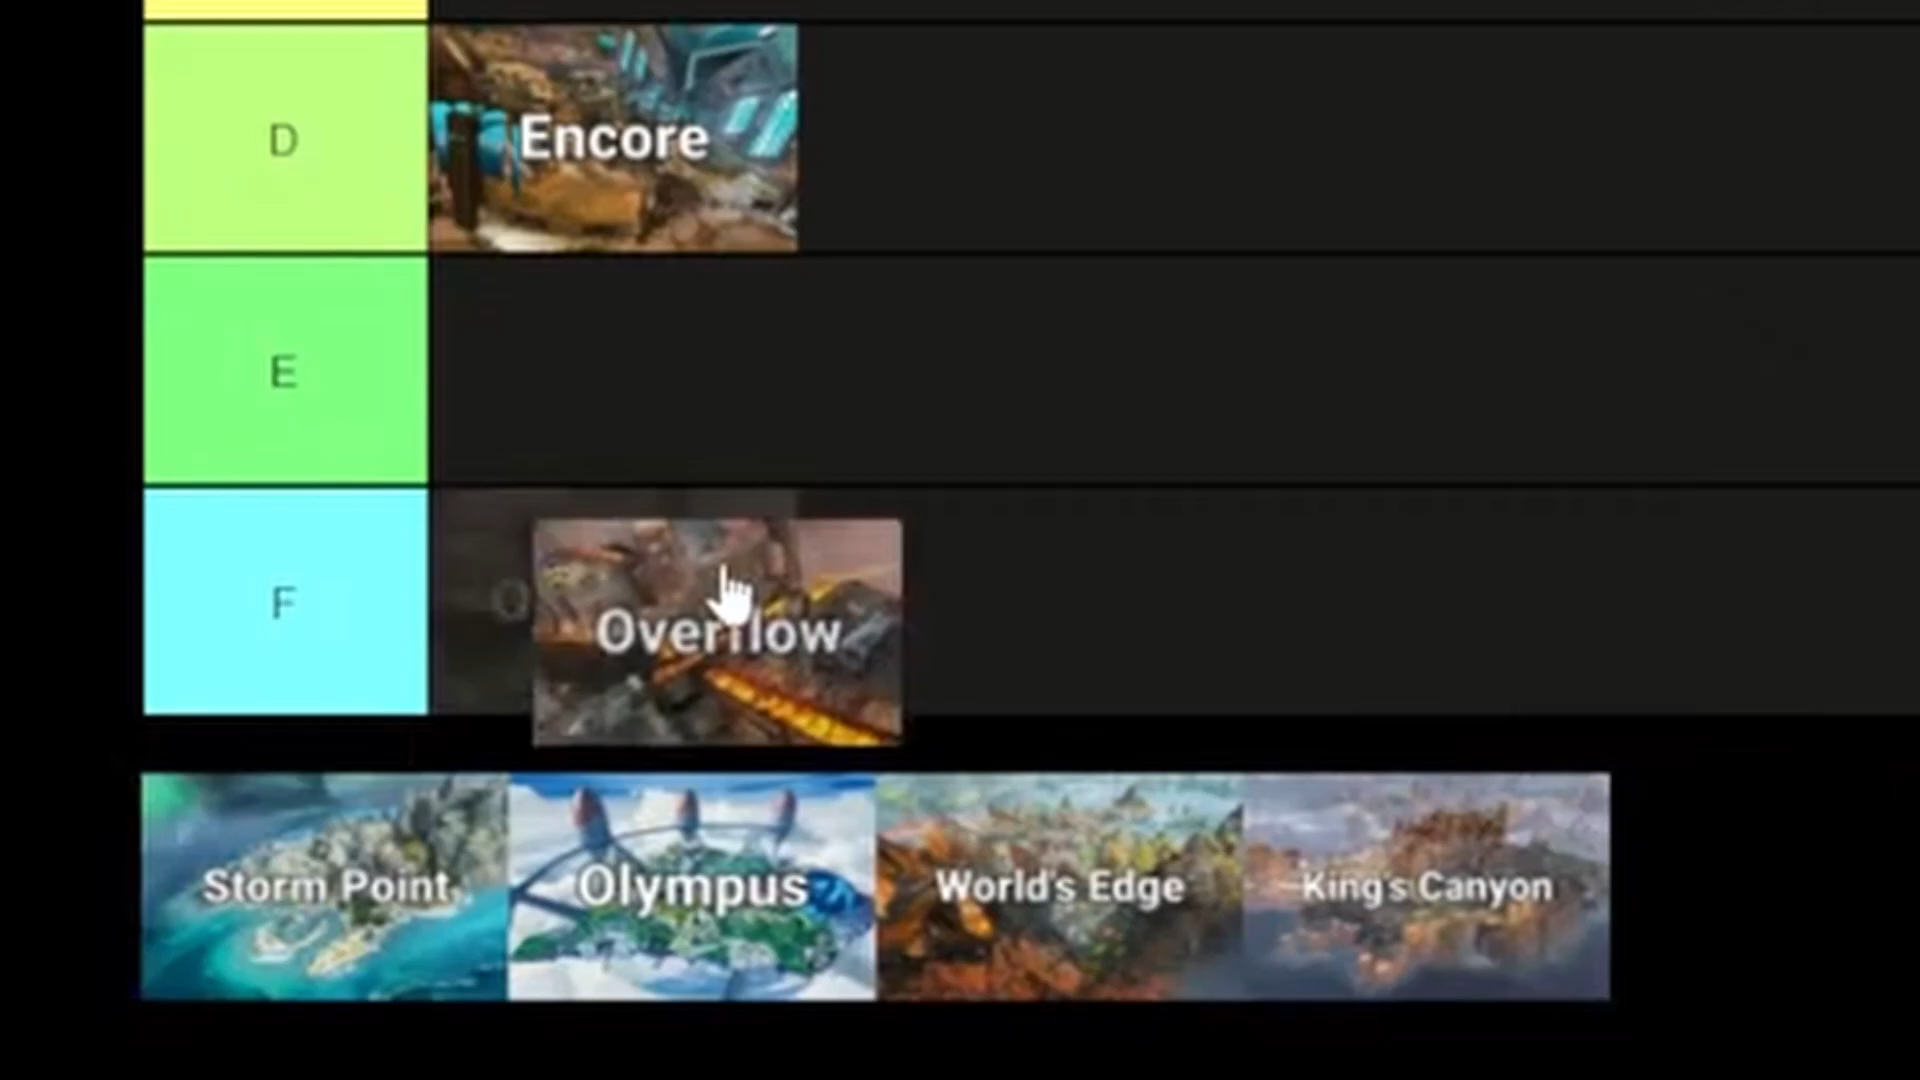 D
Encore
E
F
Overflow
Storm Point
Olympus
World's Edge
King's Canyon